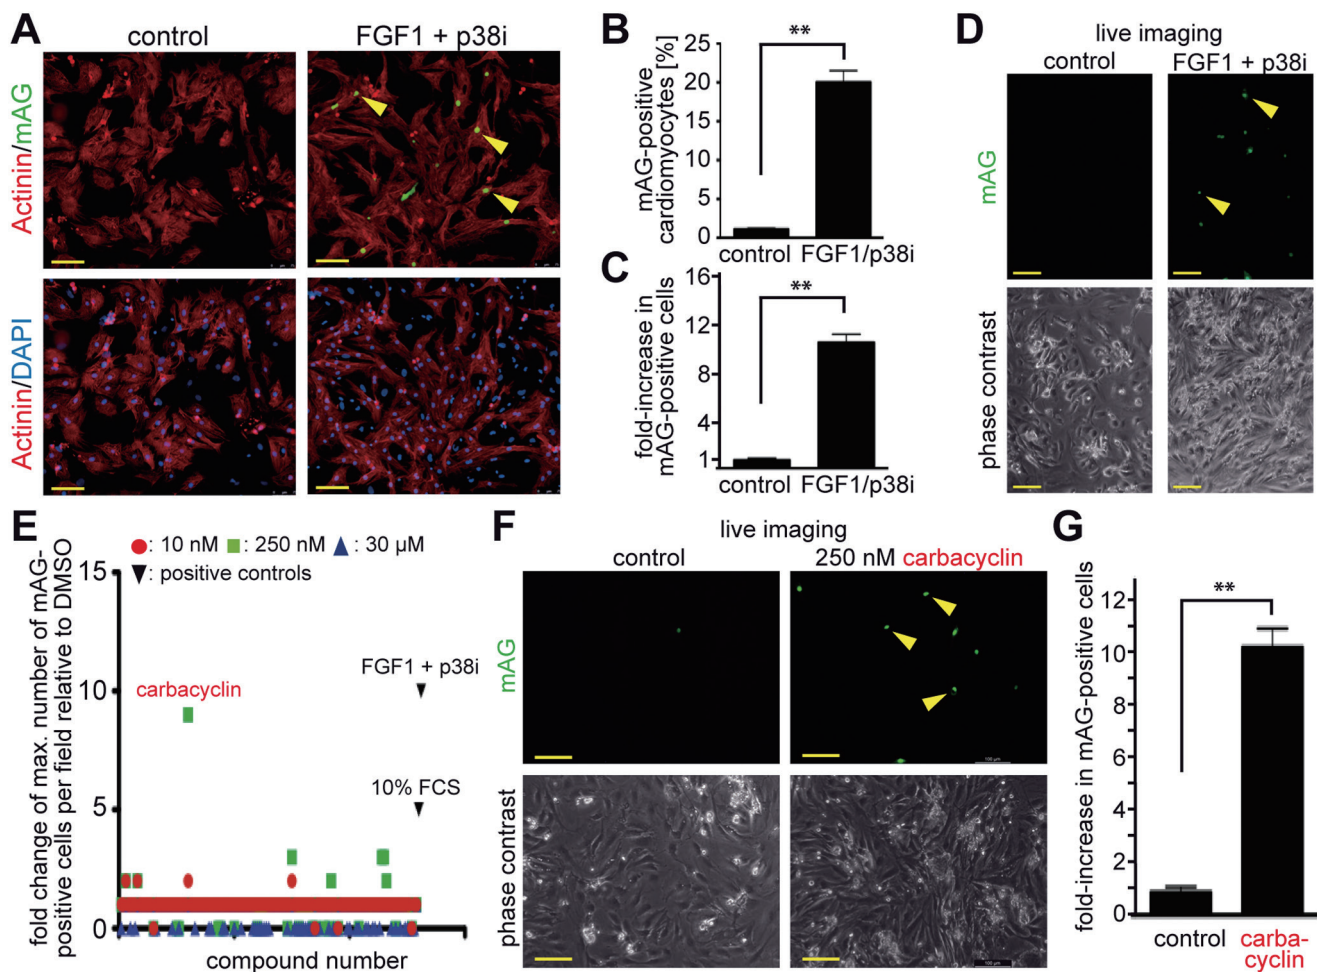 A
control
FGF1 + p38i
Actinin/mAG
Actinin/DAPI
B
mAG-positive
cardiomyocytes [%]
25
20
15
10
5
0
**
control FGF1/p38i
C
fold-increase in
mAG-positive cells
16
12
8
4
1
**
control FGF1/p38i
D
live imaging
control
FGF1 + p38i
mAG
phase contrast
E
fold change of max. number of mAG-
positive cells per field relative to DMSO
: 10 nM : 250 nM : 30 µM
: positive controls
15
10
5
0
carbacyclin
FGF1 + p38i
10% FCS
compound number
F
live imaging
control
250 nM carbacyclin
mAG
phase contrast
100 µm
100 µm
G
fold-increase in mAG-positive cells
12
10
8
6
4
2
0
**
control
carba-
cyclin